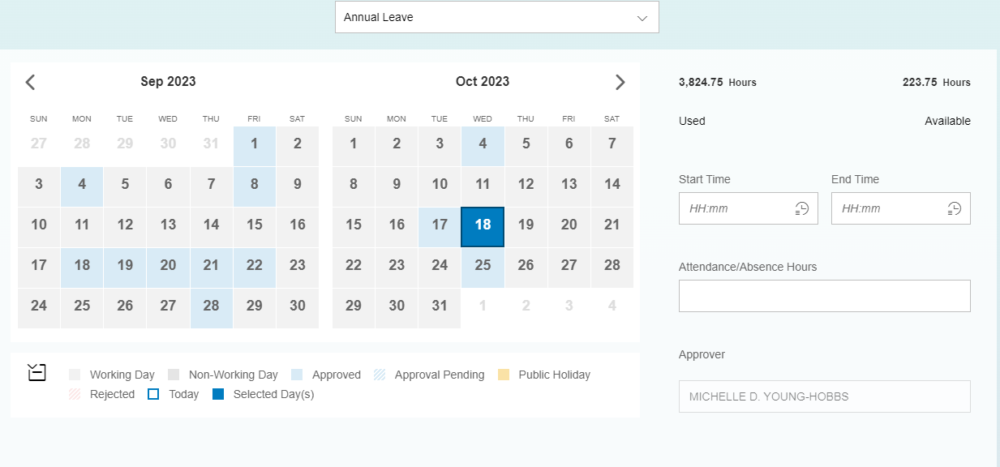 Annual Leave
Sep 2023
SUN MON TUE WED THU FRI SAT
27 28 29 30 31 1 2
3 4 5 6 7 8 9
10 11 12 13 14 15 16
17 18 19 20 21 22 23
24 25 26 27 28 29 30
Oct 2023
SUN MON TUE WED THU FRI SAT
1 2 3 4 5 6 7
8 9 10 11 12 13 14
15 16 17 18 19 20 21
22 23 24 25 26 27 28
29 30 31 1 2 3 4
Working Day Non-Working Day Approved Approval Pending Public Holiday
Rejected Today Selected Day(s)
3,824.75 Hours 223.75 Hours
Used Available
Start Time End Time
HH:mm HH:mm
Attendance/Absence Hours
Approver
MICHELLE D. YOUNG-HOBBS